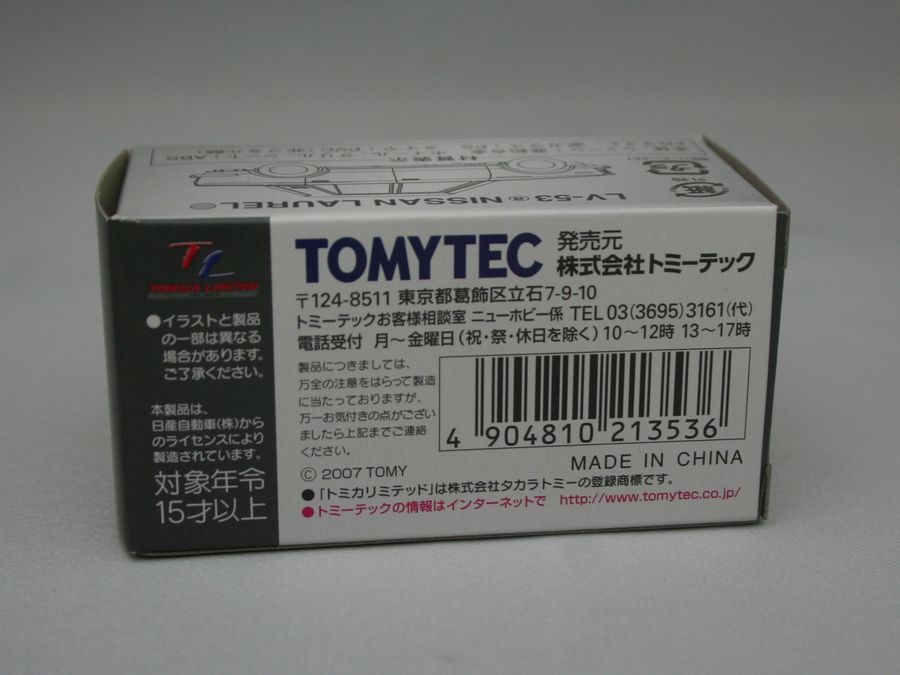 材質表示
LV-53ⓐ NISSAN LAUREL
紙
外箱
TL
TOMICA LIMITED
●イラストと製品
の一部は異なる
場合があります。
ご了承ください。
本製品は、
日産自動車(株)から
のライセンスにより
製造されています。
対象年令
15才以上
TOMYTEC
発売元
株式会社トミーテック
〒124-8511 東京都葛飾区立石7-9-10
トミーテックお客様相談室 ニューホビー係 TEL 03(3695)3161(代)
電話受付 月〜金曜日(祝・祭・休日を除く)10〜12時 13〜17時
製品につきましては、
万全の注意をはらって製造
に当たっておりますが、
万一お気付きの点がござい
ましたら上記までご連絡
ください。
4 904810 213536
© 2007 TOMY
MADE IN CHINA
●「トミカリミテッド」は株式会社タカラトミーの登録商標です。
●トミーテックの情報はインターネットで http://www.tomytec.co.jp/